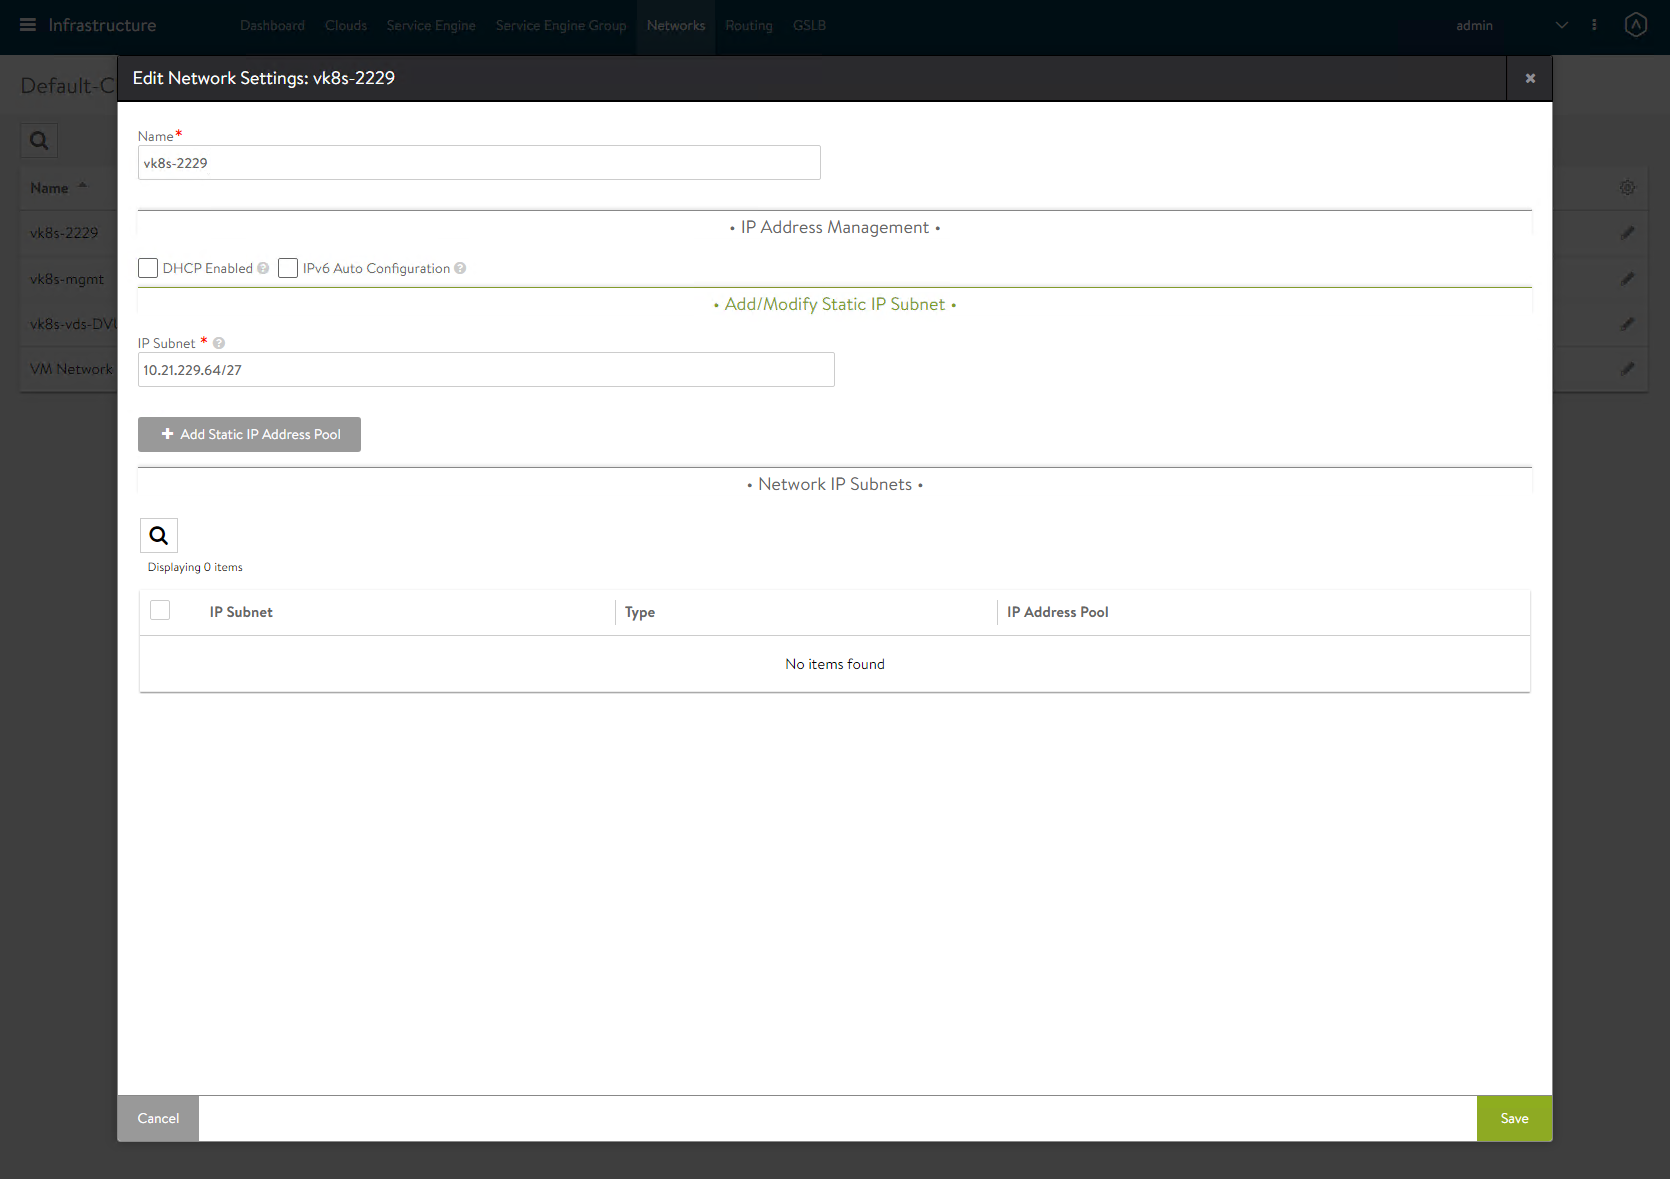 Infrastructure Dashboard Clouds Service Engine Service Engine Group Networks Routing GSLB admin
Default-C
Edit Network Settings: vk8s-2229
Name*
vk8s-2229
Name
vk8s-2229
vk8s-mgmt
vk8s-vds-DVU
VM Network
• IP Address Management •
DHCP Enabled ? IPv6 Auto Configuration ?
• Add/Modify Static IP Subnet •
IP Subnet * ?
10.21.229.64/27
+ Add Static IP Address Pool
• Network IP Subnets •
Displaying 0 items
IP Subnet Type IP Address Pool
No items found
Cancel Save